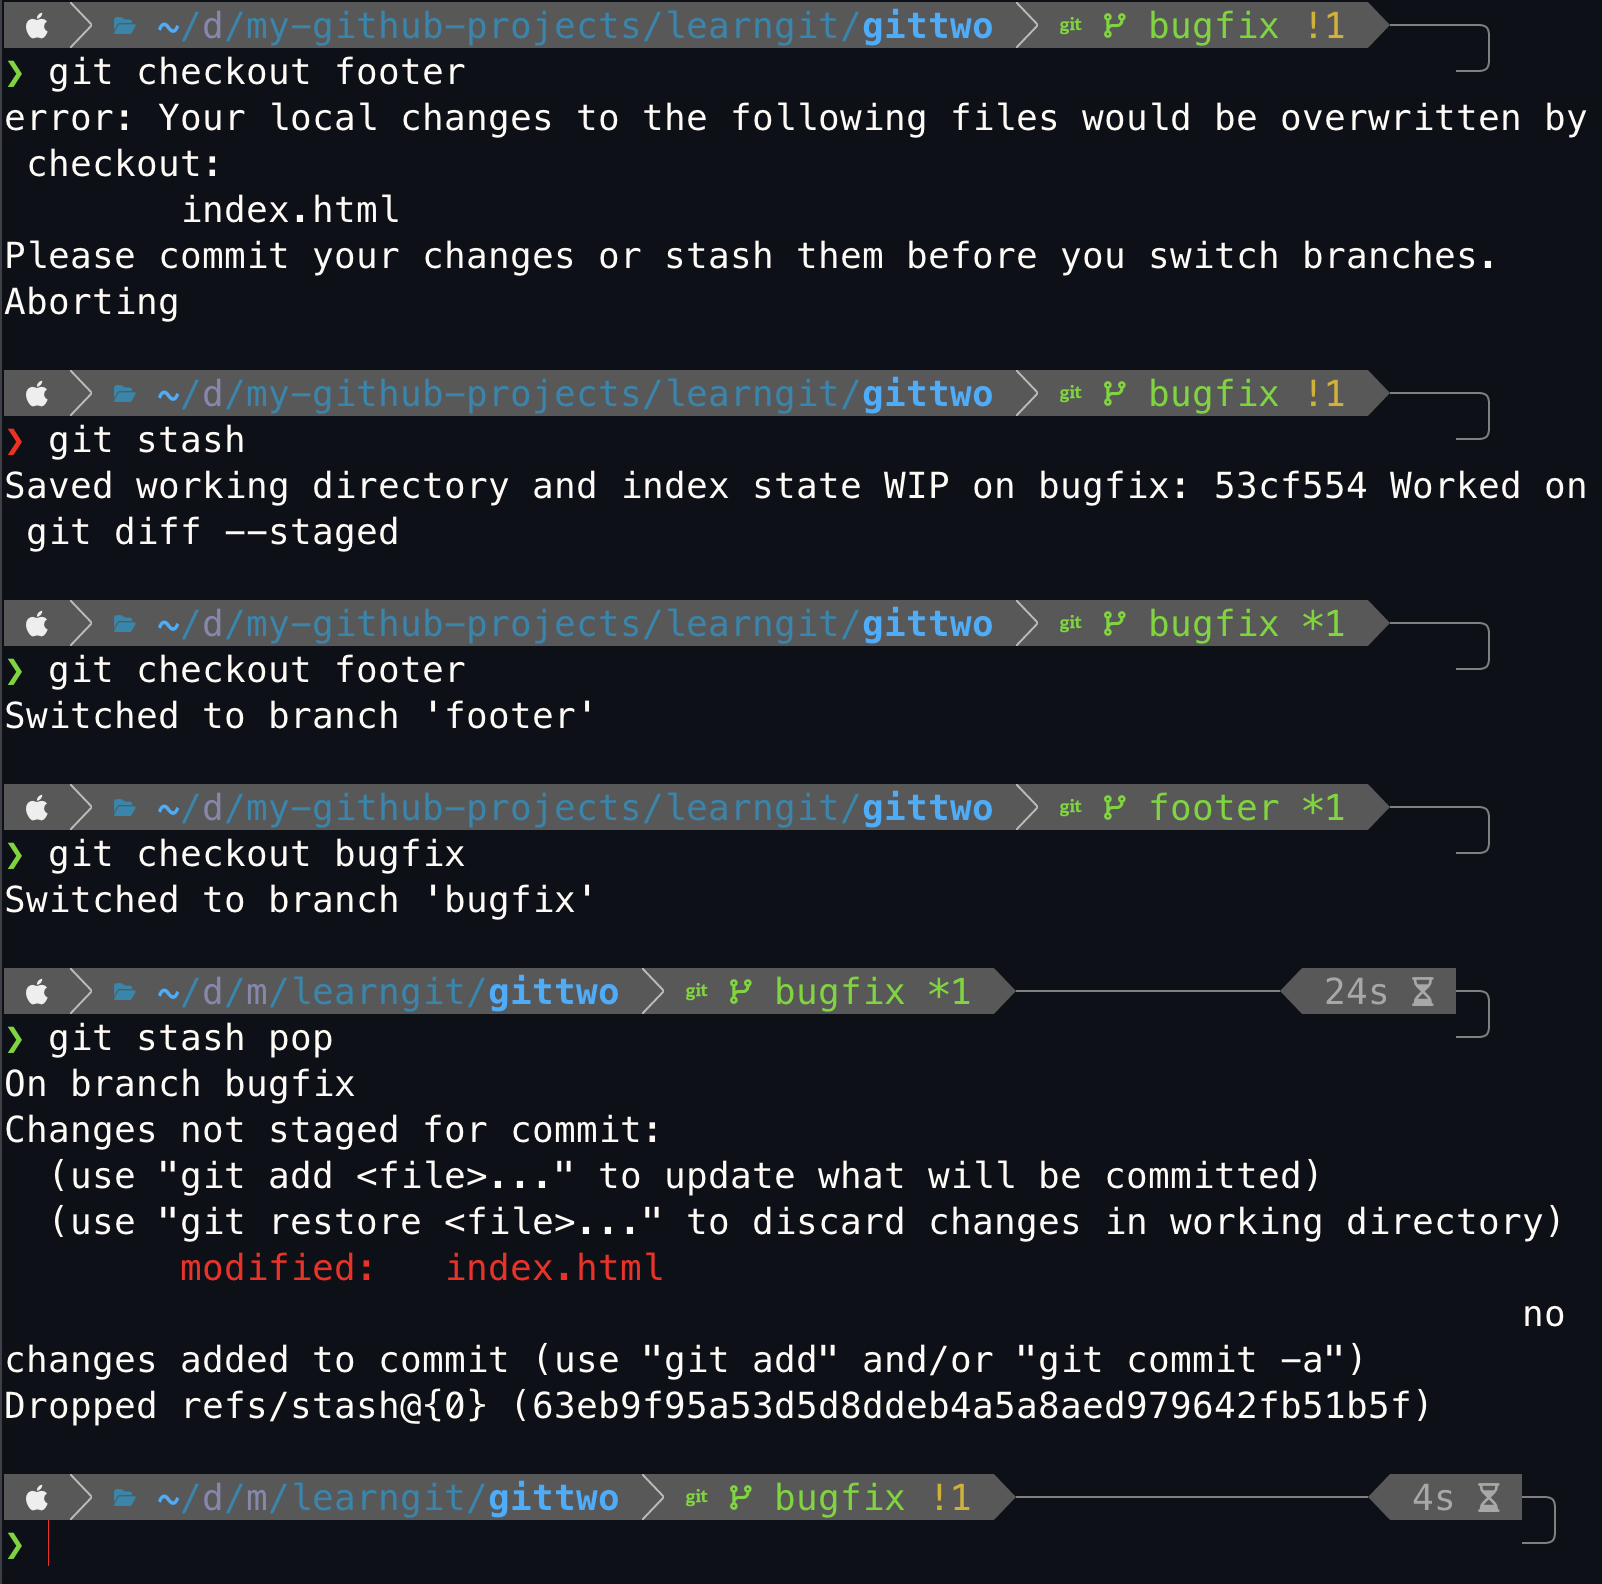 ~/d/my-github-projects/learngit/gittwo git bugfix !1
❯ git checkout footer
error: Your local changes to the following files would be overwritten by
 checkout:
        index.html
Please commit your changes or stash them before you switch branches.
Aborting
~/d/my-github-projects/learngit/gittwo git bugfix !1
❯ git stash
Saved working directory and index state WIP on bugfix: 53cf554 Worked on
 git diff --staged
~/d/my-github-projects/learngit/gittwo git bugfix *1
❯ git checkout footer
Switched to branch 'footer'
~/d/my-github-projects/learngit/gittwo git footer *1
❯ git checkout bugfix
Switched to branch 'bugfix'
~/d/m/learngit/gittwo git bugfix *1 24s
❯ git stash pop
On branch bugfix
Changes not staged for commit:
  (use "git add <file>..." to update what will be committed)
  (use "git restore <file>..." to discard changes in working directory)
        modified:   index.html
no
changes added to commit (use "git add" and/or "git commit -a")
Dropped refs/stash@{0} (63eb9f95a53d5d8ddeb4a5a8aed979642fb51b5f)
~/d/m/learngit/gittwo git bugfix !1 4s
❯